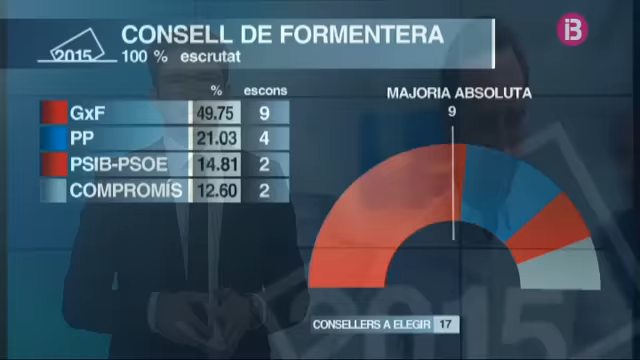 2015
CONSELL DE FORMENTERA
100 % escrutat
iB
% escons
GxF 49.75 9
PP 21.03 4
PSIB-PSOE 14.81 2
COMPROMÍS 12.60 2
MAJORIA ABSOLUTA
9
CONSELLERS A ELEGIR 17
2015